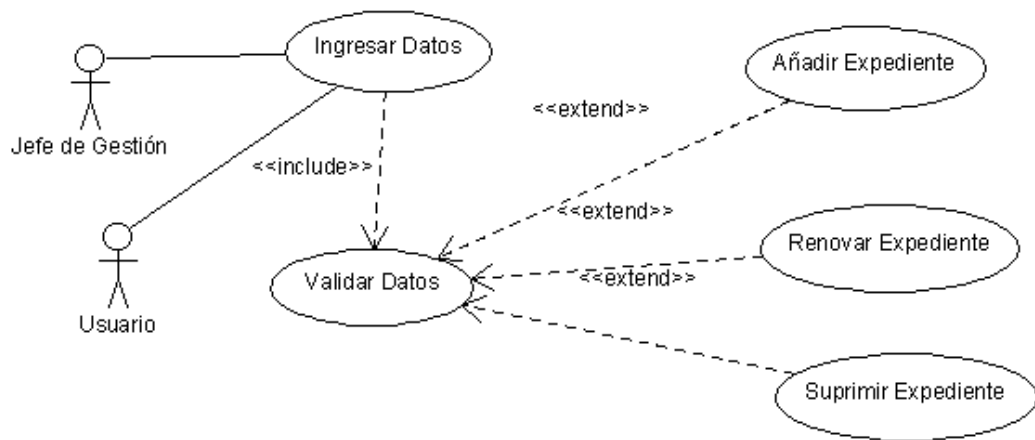 Ingresar Datos
Añadir Expediente
<<extend>>
Jefe de Gestión
<<include>>
<<extend>>
Renovar Expediente
Validar Datos
<<extend>>
Usuario
Suprimir Expediente